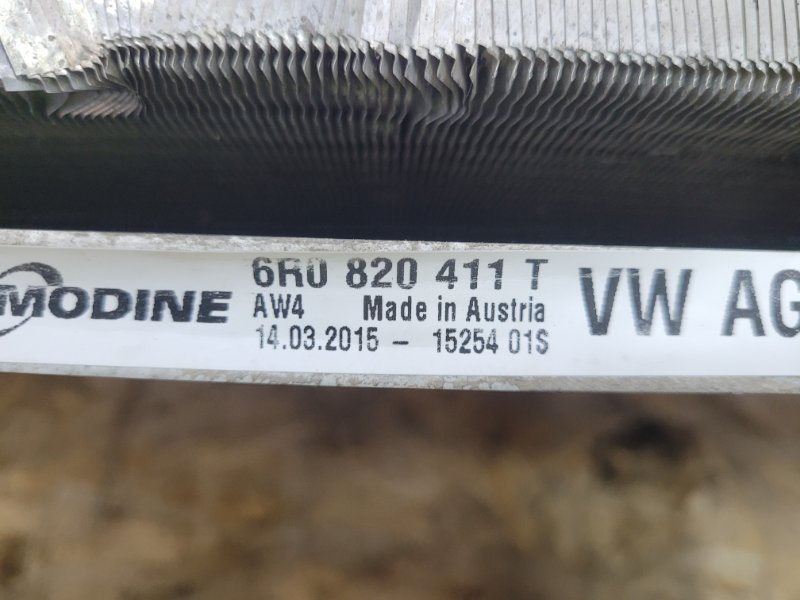 MODINE
6R0 820 411 T
AW4 Made in Austria
14.03.2015 - 15254 01S
VW AG